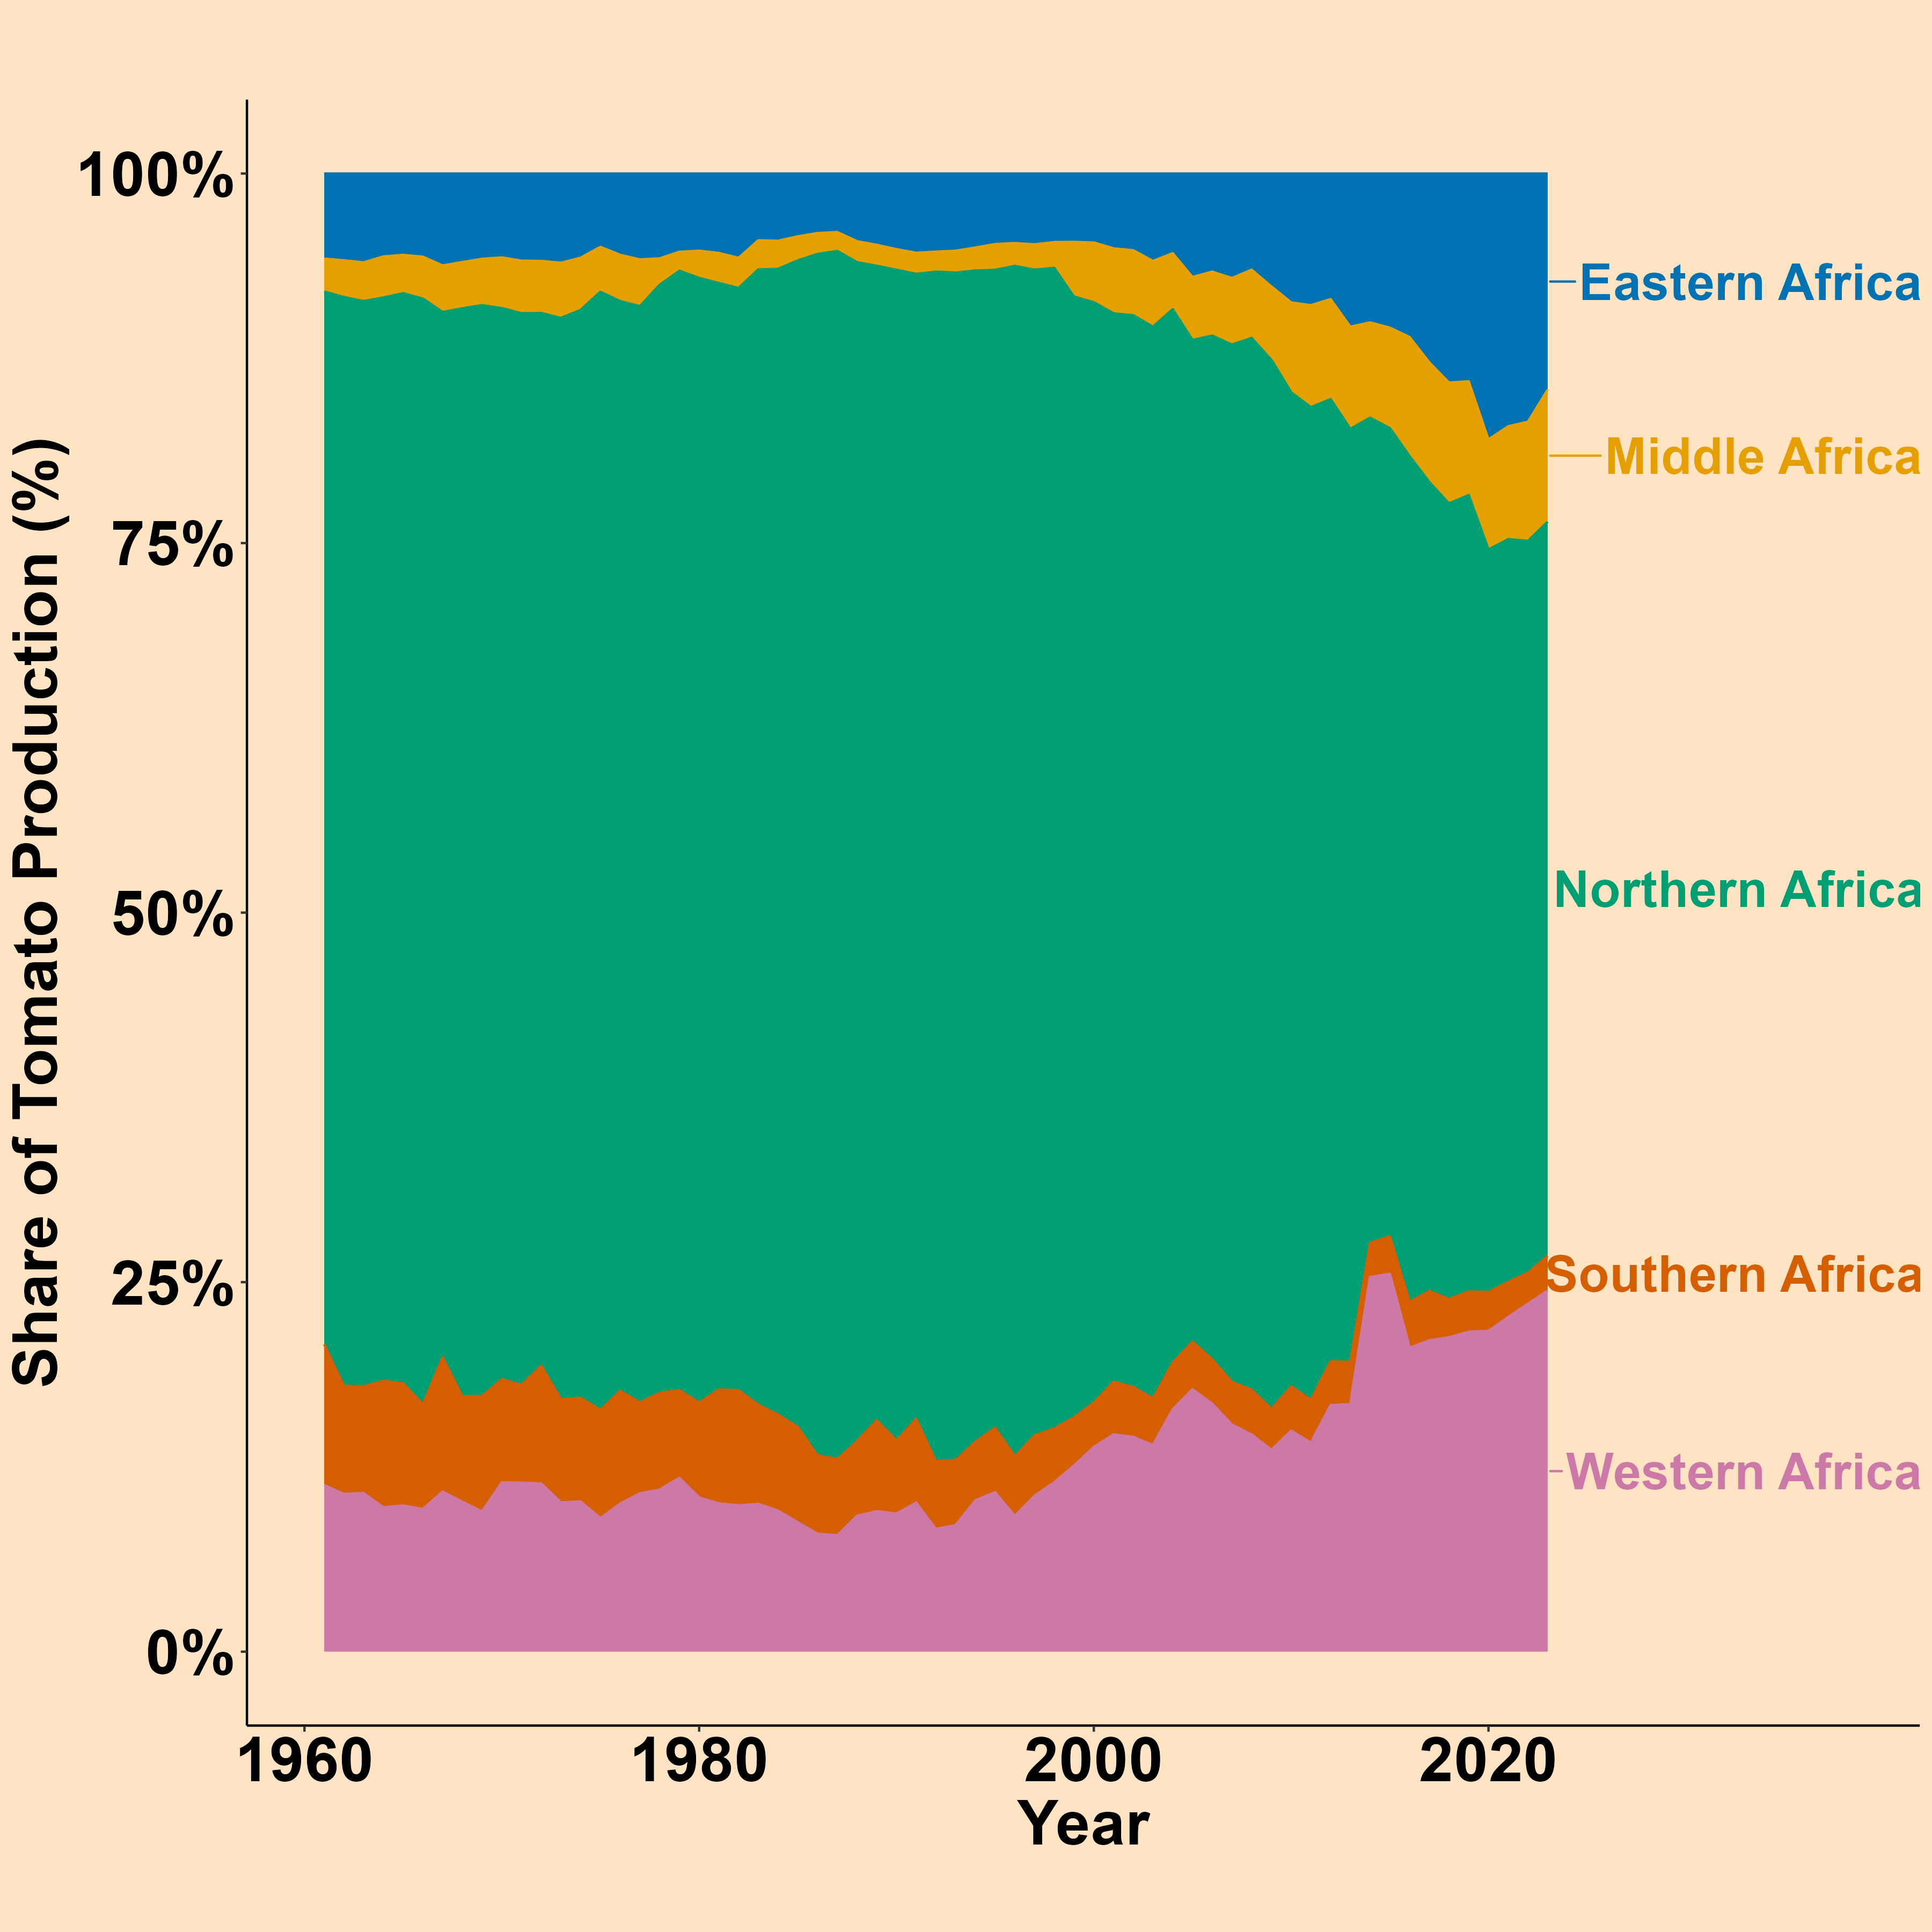 Share of Tomato Production (%)
100%
75%
50%
25%
0%
Eastern Africa
Middle Africa
Northern Africa
Southern Africa
Western Africa
1960 1980 2000 2020
Year